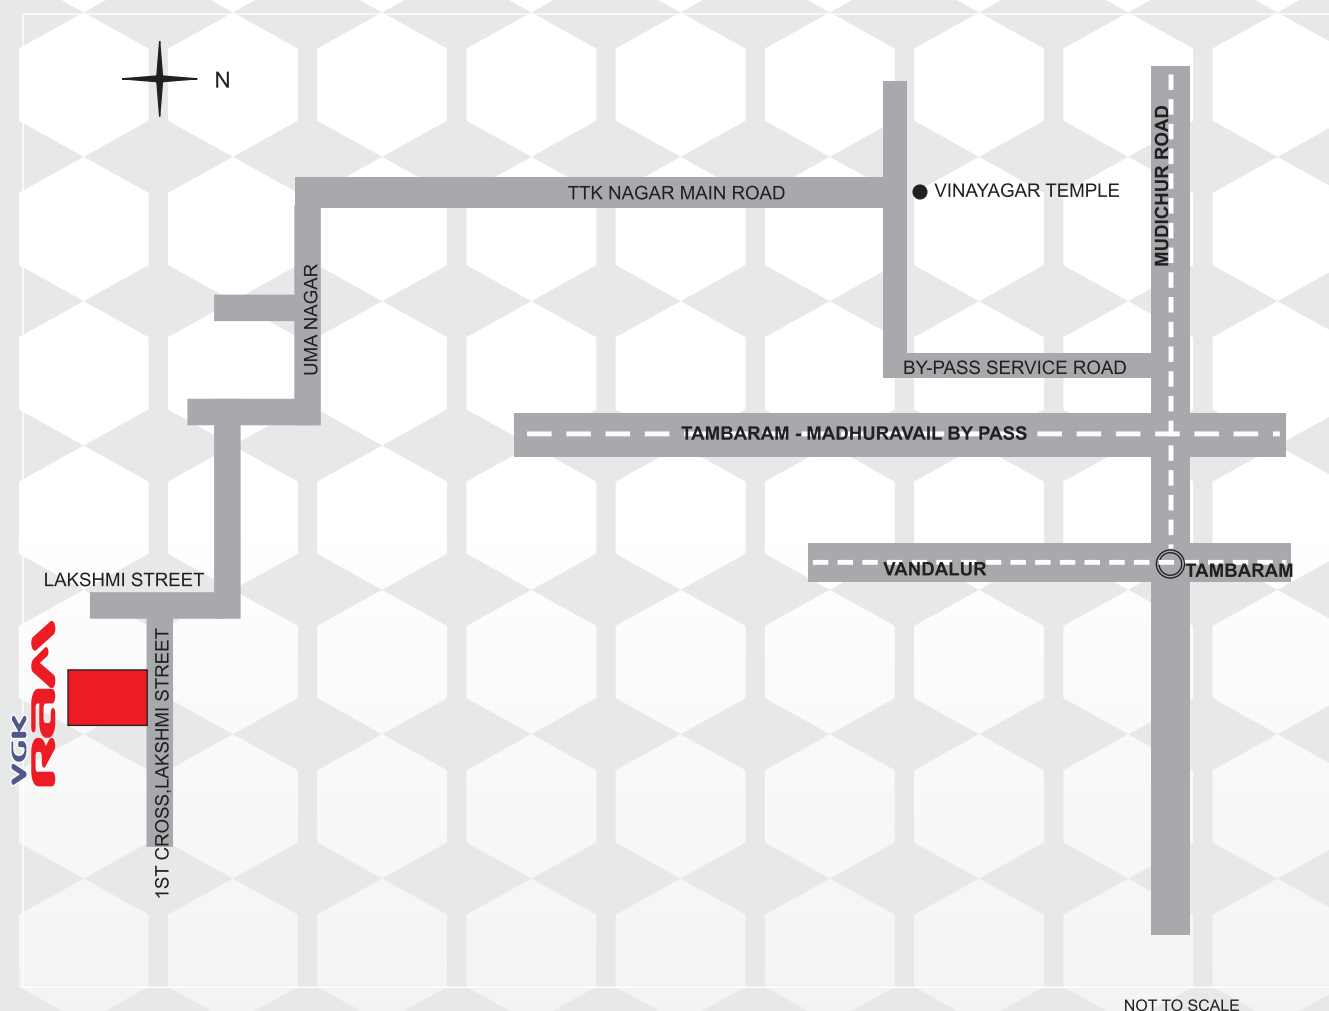 N
MUDICHUR ROAD
TTK NAGAR MAIN ROAD
VINAYAGAR TEMPLE
UMA NAGAR
BY-PASS SERVICE ROAD
TAMBARAM - MADHURAVAIL BY PASS
VANDALUR
TAMBARAM
LAKSHMI STREET
1ST CROSS,LAKSHMI STREET
VGK
Ram
NOT TO SCALE